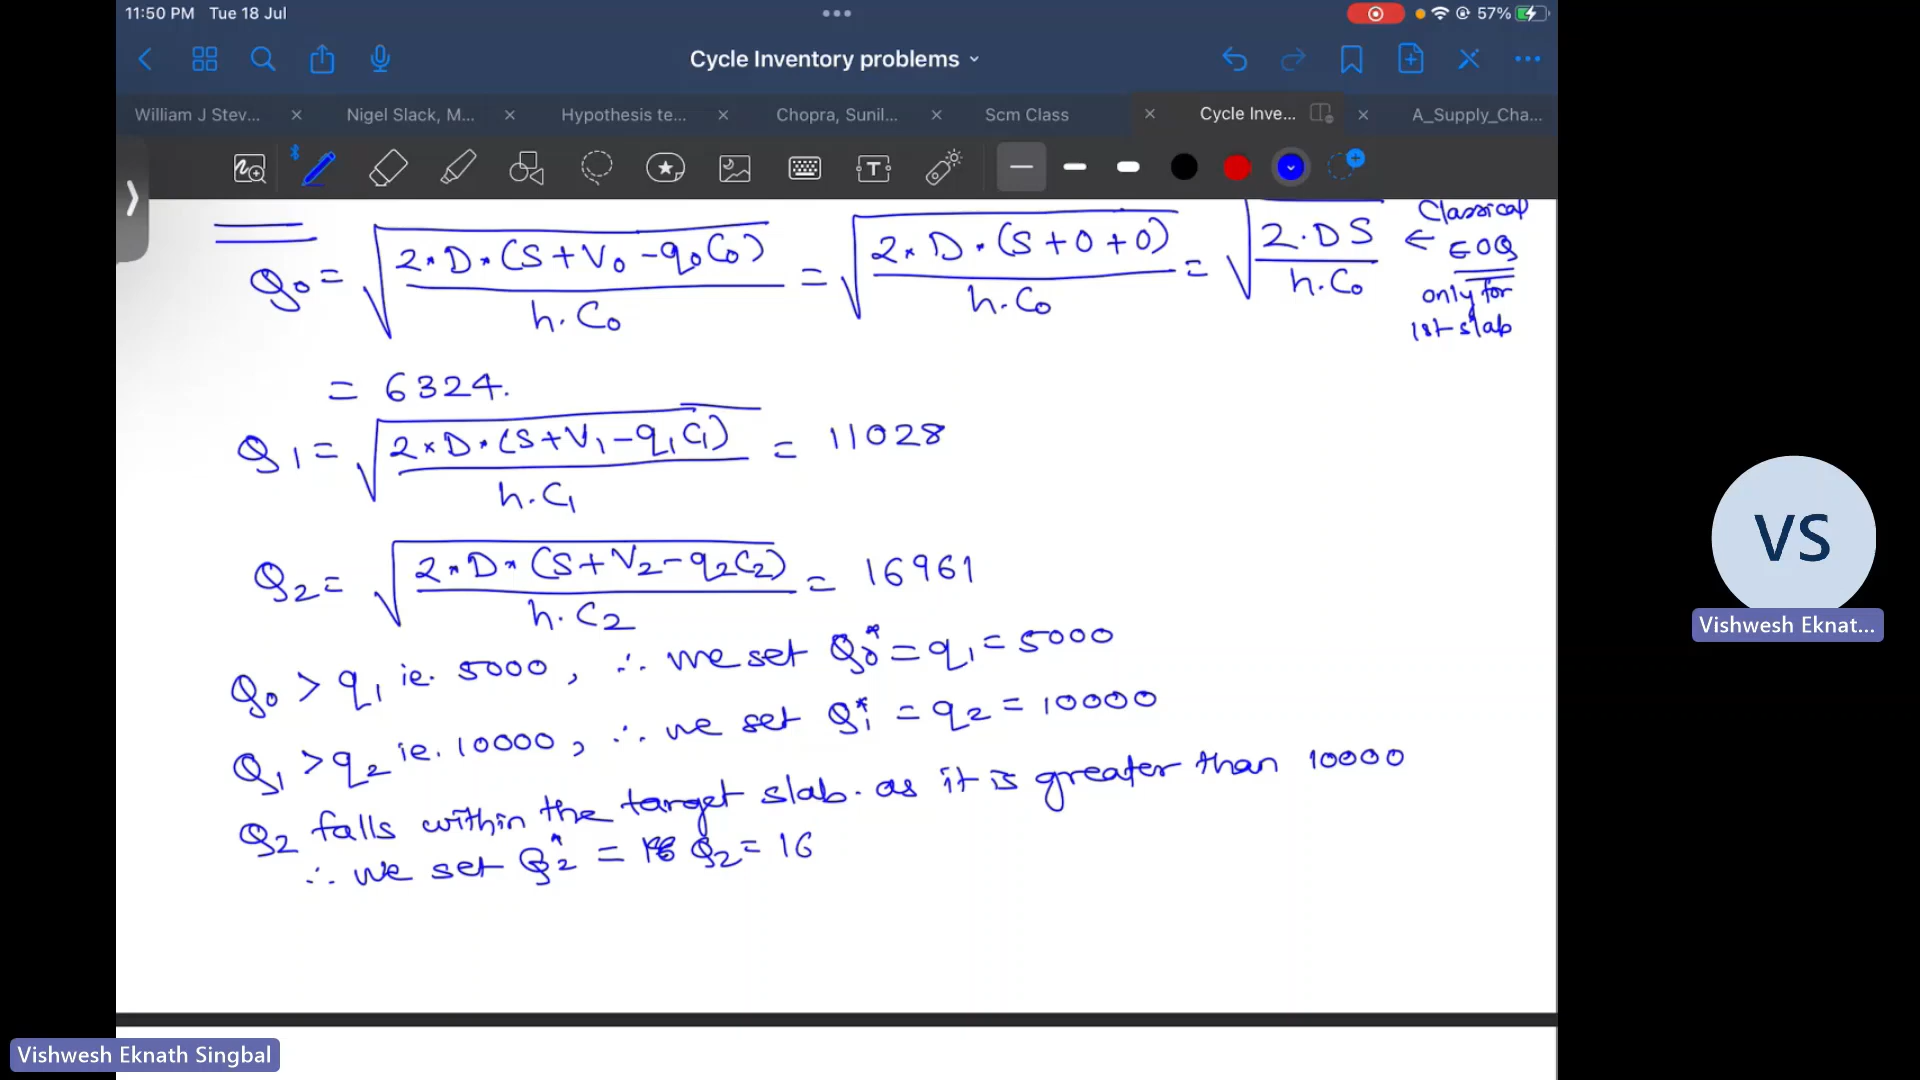 11:50 PM Tue 18 Jul
57%
Cycle Inventory problems
William J Stev...
Nigel Slack, M...
Hypothesis te...
Chopra, Sunil...
Scm Class
Cycle Inve...
A_Supply_Cha...
Q0 = √(2*D*(S+V0-q0C0) / h.C0) = √(2*D*(S+0+0) / h.C0) = √(2.DS / h.C0) ← Classical EOQ only for 1st slab
= 6324.
Q1 = √(2×D*(S+V1-q1C1) / h.C1) = 11028
Q2 = √(2*D*(S+V2-q2C2) / h.C2) = 16961
Q0 > q1 ie. 5000, ∴ we set Q0* = q1 = 5000
Q1 > q2 ie. 10000, ∴ we set Q1* = q2 = 10000
Q2 falls within the target slab. as it is greater than 10000
∴ we set Q2* = Q2 = 16
VS
Vishwesh Eknat...
Vishwesh Eknath Singbal